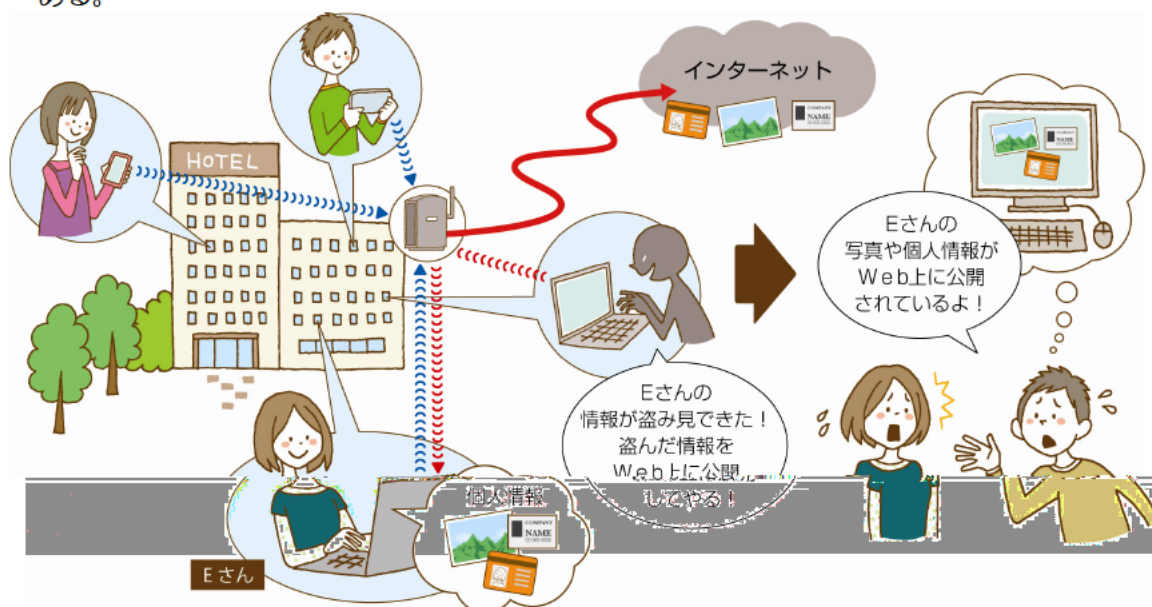 ある。
インターネット
COMPANY
NAME
HOTEL
COMPANY
NAME
Eさんの
写真や個人情報が
Web上に公開
されているよ！
Eさんの
情報が盗み見できた！
盗んだ情報を
Web上に公開
してやる！
個人情報
COMPANY
NAME
Eさん